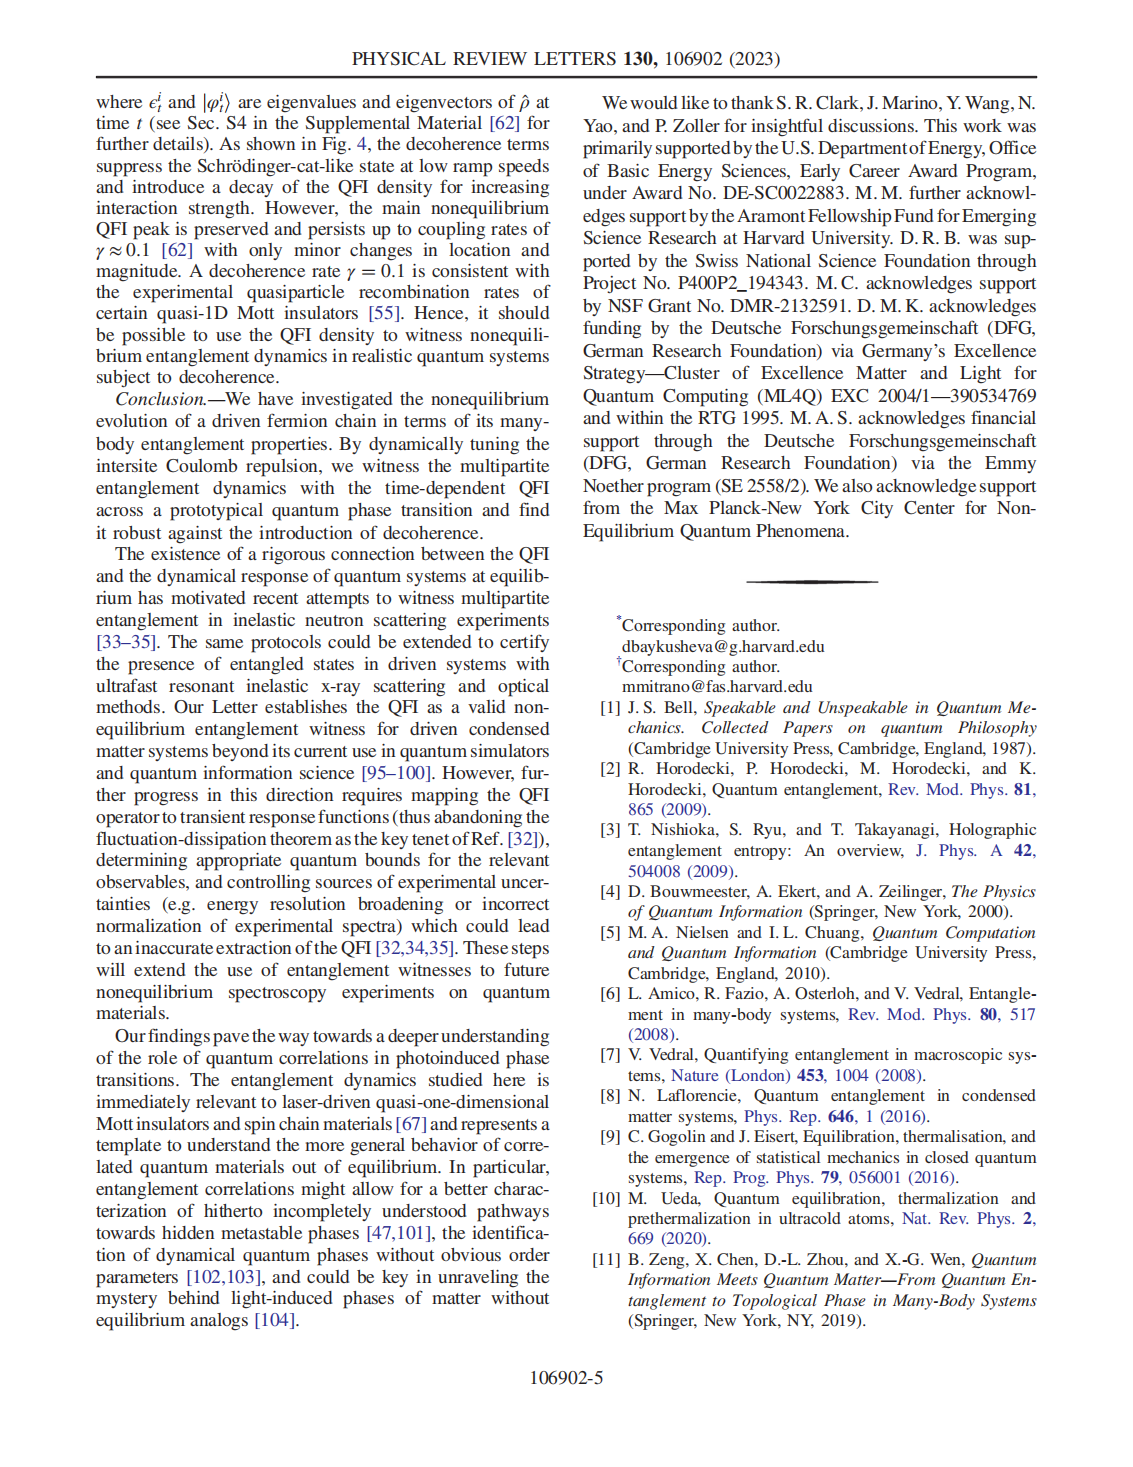 PHYSICAL REVIEW LETTERS 130, 106902 (2023)
where ϵᵢₜ and |φᵢₜ⟩ are eigenvalues and eigenvectors of ρ̂ at
time t (see Sec. S4 in the Supplemental Material [62] for
further details). As shown in Fig. 4, the decoherence terms
suppress the Schrödinger-cat-like state at low ramp speeds
and introduce a decay of the QFI density for increasing
interaction strength. However, the main nonequilibrium
QFI peak is preserved and persists up to coupling rates of
γ ≈ 0.1 [62] with only minor changes in location and
magnitude. A decoherence rate γ = 0.1 is consistent with
the experimental quasiparticle recombination rates of
certain quasi-1D Mott insulators [55]. Hence, it should
be possible to use the QFI density to witness nonequili-
brium entanglement dynamics in realistic quantum systems
subject to decoherence.
Conclusion.—We have investigated the nonequilibrium
evolution of a driven fermion chain in terms of its many-
body entanglement properties. By dynamically tuning the
intersite Coulomb repulsion, we witness the multipartite
entanglement dynamics with the time-dependent QFI
across a prototypical quantum phase transition and find
it robust against the introduction of decoherence.
The existence of a rigorous connection between the QFI
and the dynamical response of quantum systems at equilib-
rium has motivated recent attempts to witness multipartite
entanglement in inelastic neutron scattering experiments
[33–35]. The same protocols could be extended to certify
the presence of entangled states in driven systems with
ultrafast resonant inelastic x-ray scattering and optical
methods. Our Letter establishes the QFI as a valid non-
equilibrium entanglement witness for driven condensed
matter systems beyond its current use in quantum simulators
and quantum information science [95–100]. However, fur-
ther progress in this direction requires mapping the QFI
operator to transient response functions (thus abandoning the
fluctuation-dissipation theorem as the key tenet of Ref. [32]),
determining appropriate quantum bounds for the relevant
observables, and controlling sources of experimental uncer-
tainties (e.g. energy resolution broadening or incorrect
normalization of experimental spectra) which could lead
to an inaccurate extraction of the QFI [32,34,35]. These steps
will extend the use of entanglement witnesses to future
nonequilibrium spectroscopy experiments on quantum
materials.
Our findings pave the way towards a deeper understanding
of the role of quantum correlations in photoinduced phase
transitions. The entanglement dynamics studied here is
immediately relevant to laser-driven quasi-one-dimensional
Mott insulators and spin chain materials [67] and represents a
template to understand the more general behavior of corre-
lated quantum materials out of equilibrium. In particular,
entanglement correlations might allow for a better charac-
terization of hitherto incompletely understood pathways
towards hidden metastable phases [47,101], the identifica-
tion of dynamical quantum phases without obvious order
parameters [102,103], and could be key in unraveling the
mystery behind light-induced phases of matter without
equilibrium analogs [104].
We would like to thank S. R. Clark, J. Marino, Y. Wang, N.
Yao, and P. Zoller for insightful discussions. This work was
primarily supported by the U.S. Department of Energy, Office
of Basic Energy Sciences, Early Career Award Program,
under Award No. DE-SC0022883. M. M. further acknowl-
edges support by the Aramont Fellowship Fund for Emerging
Science Research at Harvard University. D. R. B. was sup-
ported by the Swiss National Science Foundation through
Project No. P400P2_194343. M. C. acknowledges support
by NSF Grant No. DMR-2132591. D. M. K. acknowledges
funding by the Deutsche Forschungsgemeinschaft (DFG,
German Research Foundation) via Germany’s Excellence
Strategy—Cluster of Excellence Matter and Light for
Quantum Computing (ML4Q) EXC 2004/1—390534769
and within the RTG 1995. M. A. S. acknowledges financial
support through the Deutsche Forschungsgemeinschaft
(DFG, German Research Foundation) via the Emmy
Noether program (SE 2558/2). We also acknowledge support
from the Max Planck-New York City Center for Non-
Equilibrium Quantum Phenomena.
*Corresponding author.
dbaykusheva@g.harvard.edu
†Corresponding author.
mmitrano@fas.harvard.edu
[1] J. S. Bell, Speakable and Unspeakable in Quantum Me-
chanics. Collected Papers on quantum Philosophy
(Cambridge University Press, Cambridge, England, 1987).
[2] R. Horodecki, P. Horodecki, M. Horodecki, and K.
Horodecki, Quantum entanglement, Rev. Mod. Phys. 81,
865 (2009).
[3] T. Nishioka, S. Ryu, and T. Takayanagi, Holographic
entanglement entropy: An overview, J. Phys. A 42,
504008 (2009).
[4] D. Bouwmeester, A. Ekert, and A. Zeilinger, The Physics
of Quantum Information (Springer, New York, 2000).
[5] M. A. Nielsen and I. L. Chuang, Quantum Computation
and Quantum Information (Cambridge University Press,
Cambridge, England, 2010).
[6] L. Amico, R. Fazio, A. Osterloh, and V. Vedral, Entangle-
ment in many-body systems, Rev. Mod. Phys. 80, 517
(2008).
[7] V. Vedral, Quantifying entanglement in macroscopic sys-
tems, Nature (London) 453, 1004 (2008).
[8] N. Laflorencie, Quantum entanglement in condensed
matter systems, Phys. Rep. 646, 1 (2016).
[9] C. Gogolin and J. Eisert, Equilibration, thermalisation, and
the emergence of statistical mechanics in closed quantum
systems, Rep. Prog. Phys. 79, 056001 (2016).
[10] M. Ueda, Quantum equilibration, thermalization and
prethermalization in ultracold atoms, Nat. Rev. Phys. 2,
669 (2020).
[11] B. Zeng, X. Chen, D.-L. Zhou, and X.-G. Wen, Quantum
Information Meets Quantum Matter—From Quantum En-
tanglement to Topological Phase in Many-Body Systems
(Springer, New York, NY, 2019).
106902-5